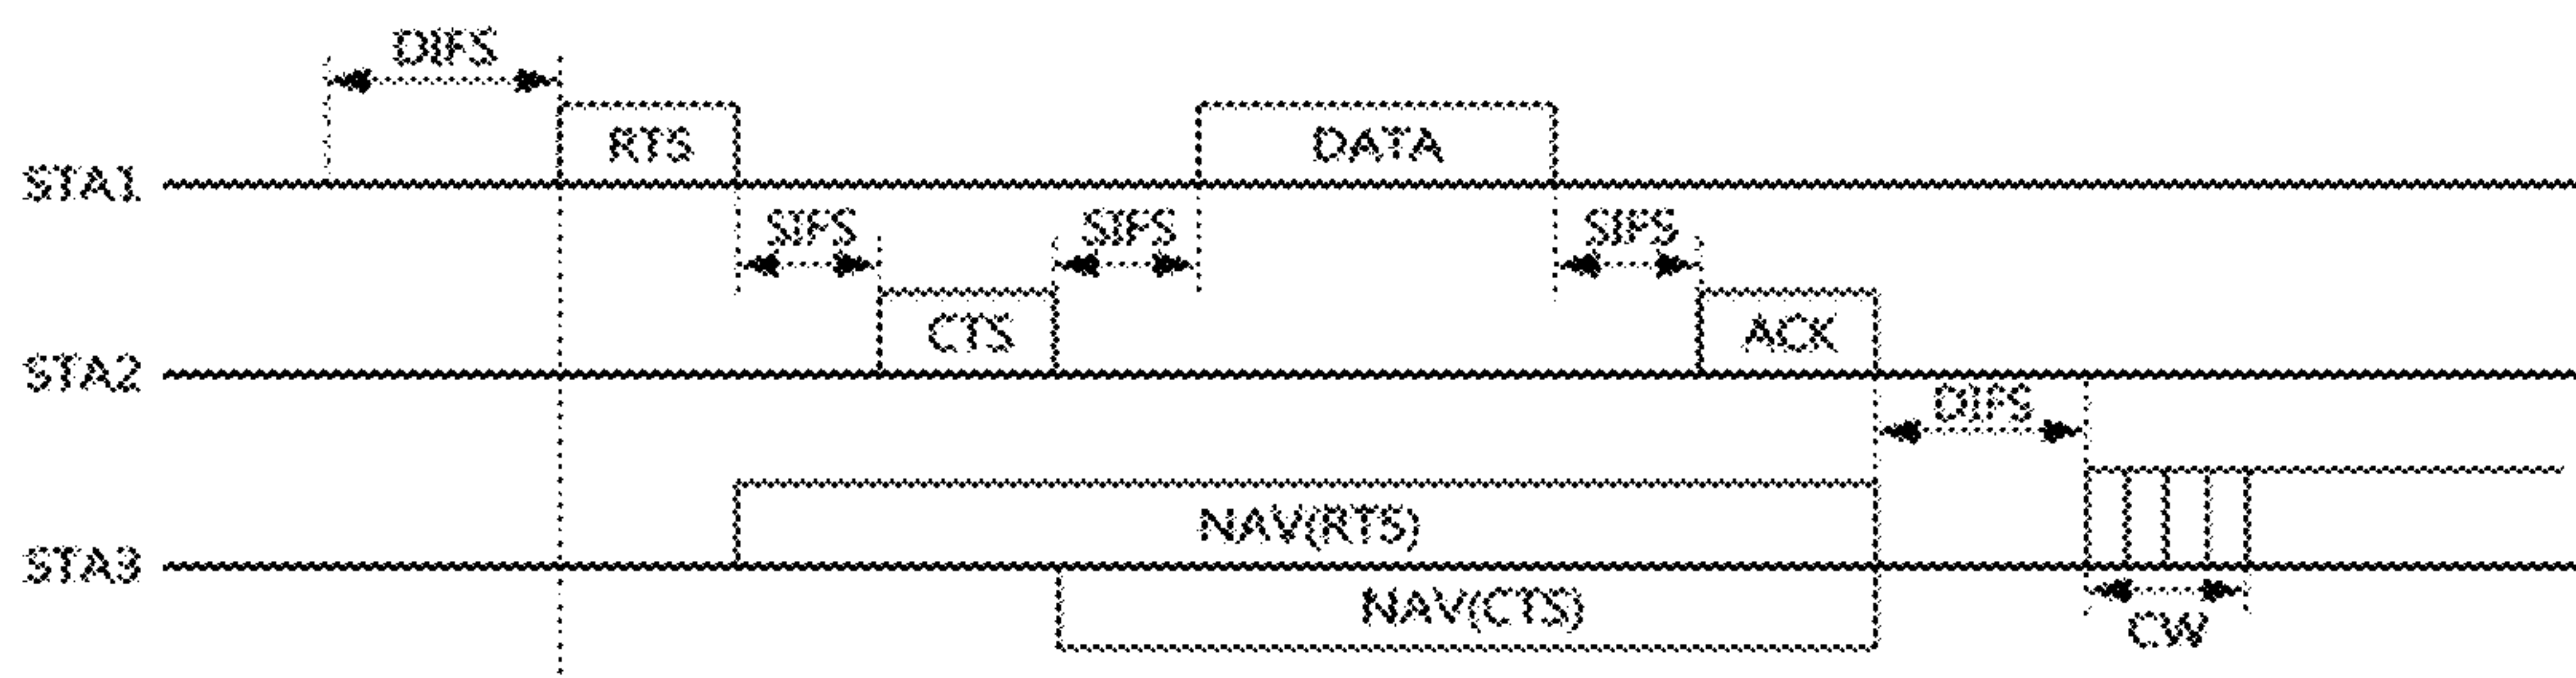 DIFS
RTS
DATA
STA1
SIFS SIFS SIFS
CTS
ACK
STA2
DIFS
NAV(RTS)
STA3
NAV(CTS)
CW